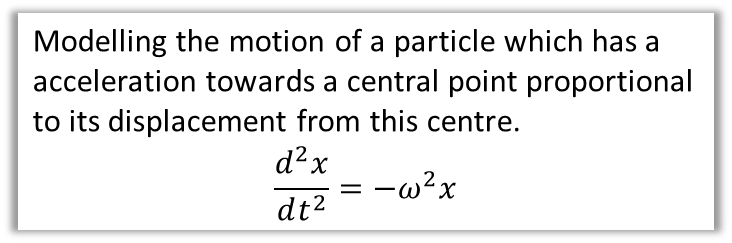 Modelling the motion of a particle which has a
acceleration towards a central point proportional
to its displacement from this centre.
d²x/dt² = −ω²x